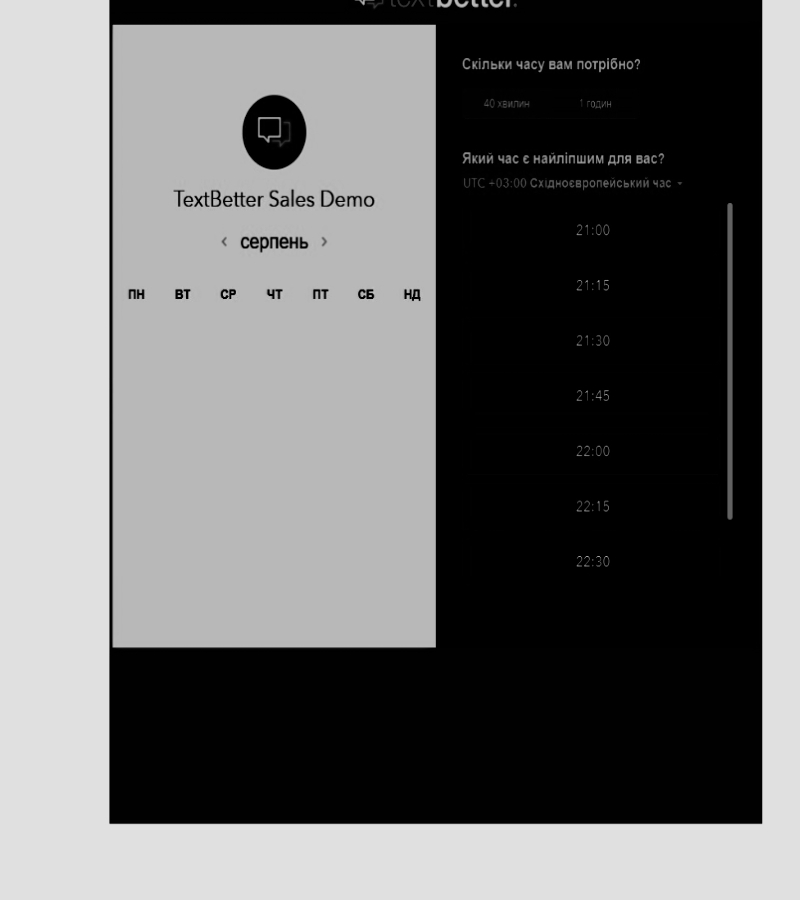 textbetter.
TextBetter Sales Demo
‹ серпень ›
ПН ВТ СР ЧТ ПТ СБ НД
Скільки часу вам потрібно?
40 хвилин 1 годин
Який час є найліпшим для вас?
UTC +03:00 Східноєвропейський час
21:00
21:15
21:30
21:45
22:00
22:15
22:30